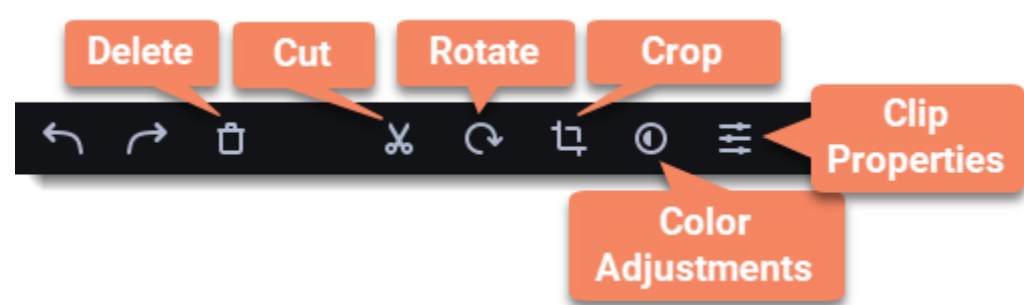 Delete
Cut
Rotate
Crop
Clip
Properties
Color
Adjustments